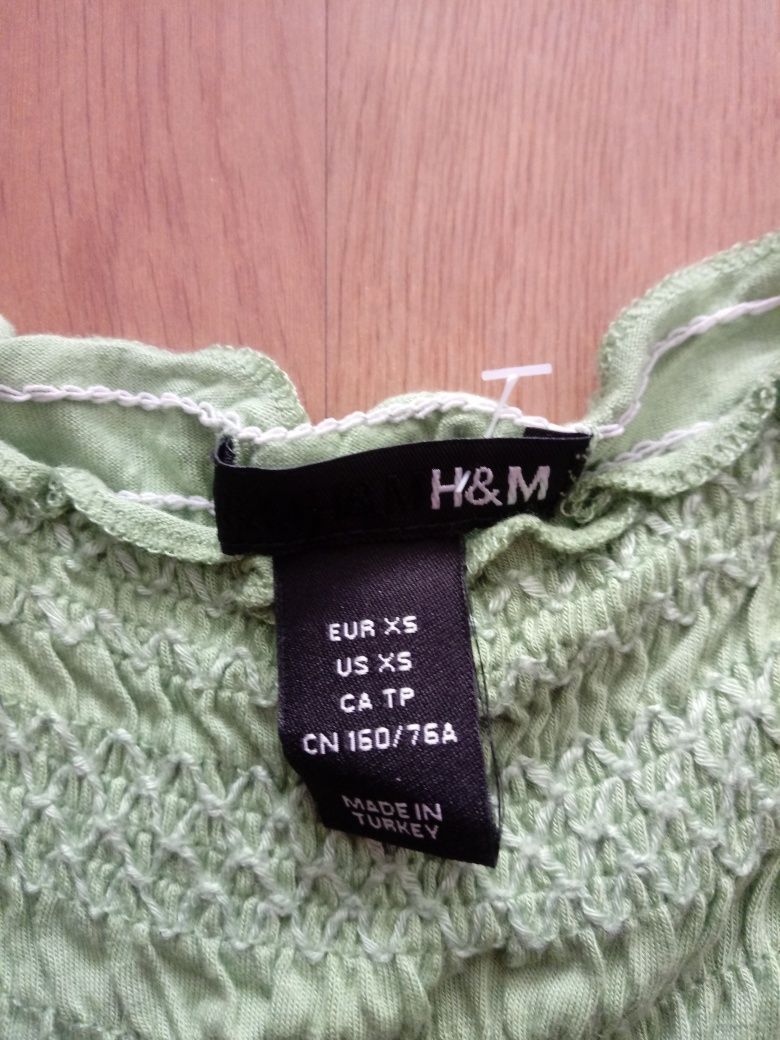 H&M
EUR XS
US XS
CA TP
CN 160/76A
MADE IN
TURKEY